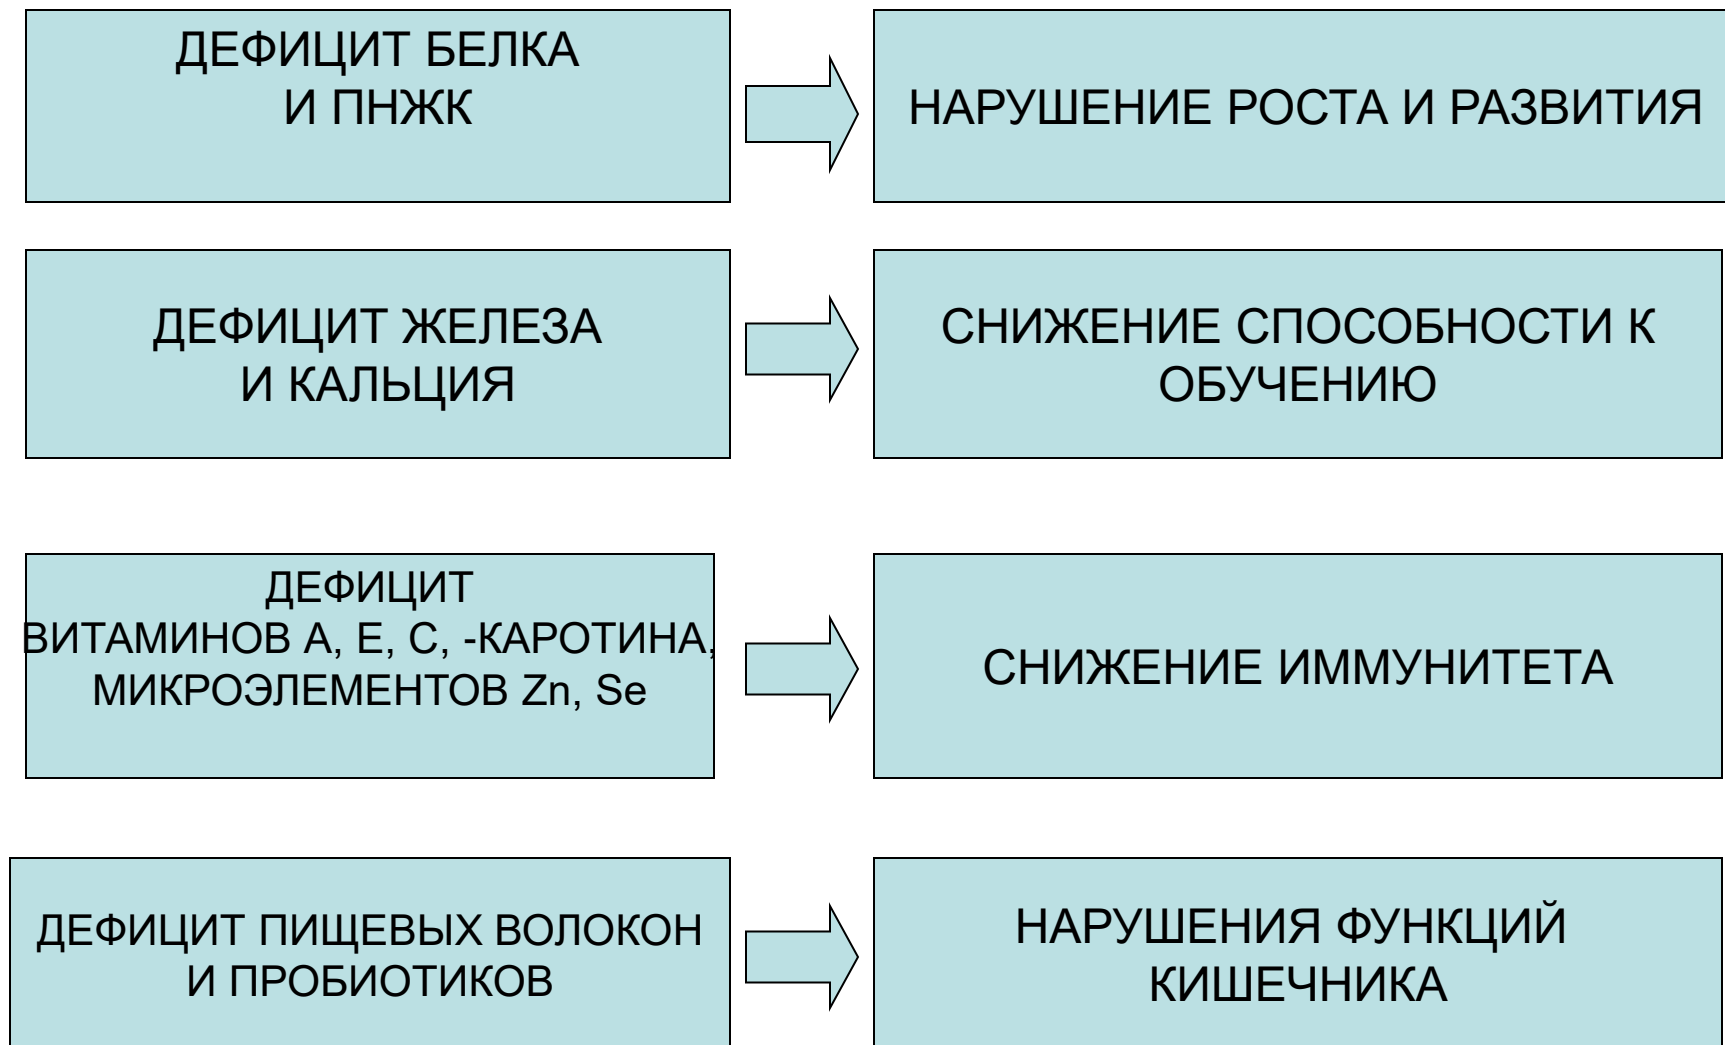 ДЕФИЦИТ БЕЛКА
И ПНЖК
НАРУШЕНИЕ РОСТА И РАЗВИТИЯ
ДЕФИЦИТ ЖЕЛЕЗА
И КАЛЬЦИЯ
СНИЖЕНИЕ СПОСОБНОСТИ К
ОБУЧЕНИЮ
ДЕФИЦИТ
ВИТАМИНОВ А, Е, С, -КАРОТИНА,
МИКРОЭЛЕМЕНТОВ Zn, Se
СНИЖЕНИЕ ИММУНИТЕТА
ДЕФИЦИТ ПИЩЕВЫХ ВОЛОКОН
И ПРОБИОТИКОВ
НАРУШЕНИЯ ФУНКЦИЙ
КИШЕЧНИКА